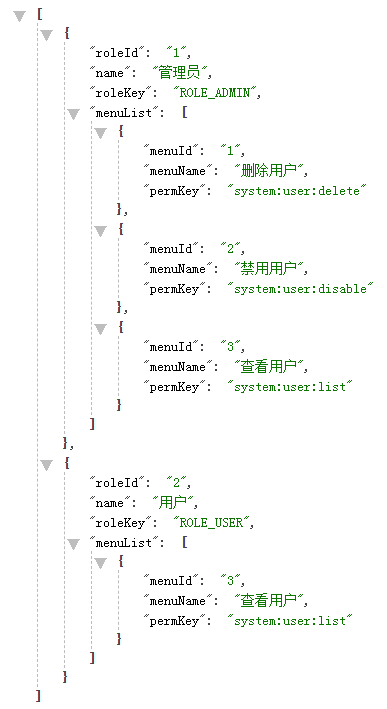 [
{
"roleId": "1",
"name": "管理员",
"roleKey": "ROLE_ADMIN",
"menuList": [
{
"menuId": "1",
"menuName": "删除用户",
"permKey": "system:user:delete"
},
{
"menuId": "2",
"menuName": "禁用用户",
"permKey": "system:user:disable"
},
{
"menuId": "3",
"menuName": "查看用户",
"permKey": "system:user:list"
}
]
},
{
"roleId": "2",
"name": "用户",
"roleKey": "ROLE_USER",
"menuList": [
{
"menuId": "3",
"menuName": "查看用户",
"permKey": "system:user:list"
}
]
}
]